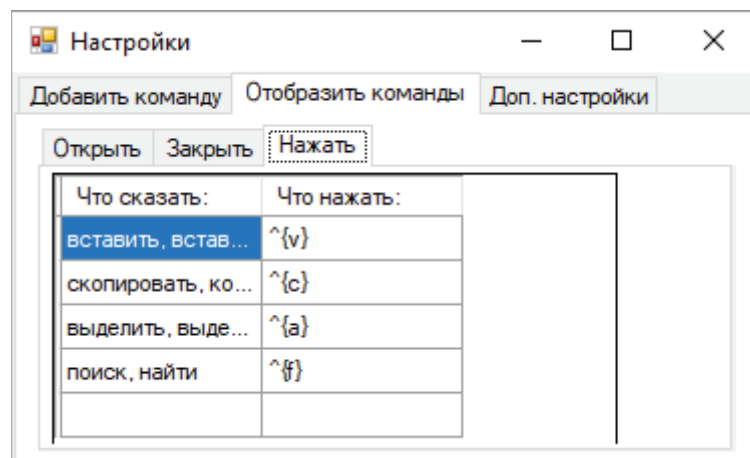 Настройки
Добавить команду Отобразить команды Доп. настройки
Открыть Закрыть Нажать
Что сказать: Что нажать:
вставить, встав... ^{v}
скопировать, ко... ^{c}
выделить, выде... ^{a}
поиск, найти ^{f}